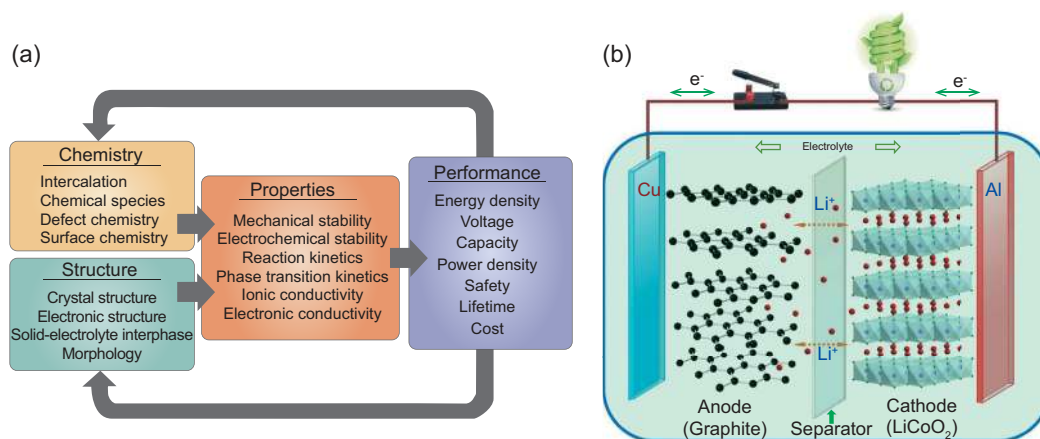 (a)
Chemistry
Intercalation
Chemical species
Defect chemistry
Surface chemistry
Structure
Crystal structure
Electronic structure
Solid-electrolyte interphase
Morphology
Properties
Mechanical stability
Electrochemical stability
Reaction kinetics
Phase transition kinetics
Ionic conductivity
Electronic conductivity
Performance
Energy density
Voltage
Capacity
Power density
Safety
Lifetime
Cost
(b)
e⁻
e⁻
Electrolyte
Cu
Li⁺
Al
Li⁺
Anode
(Graphite)
Separator
Cathode
(LiCoO₂)